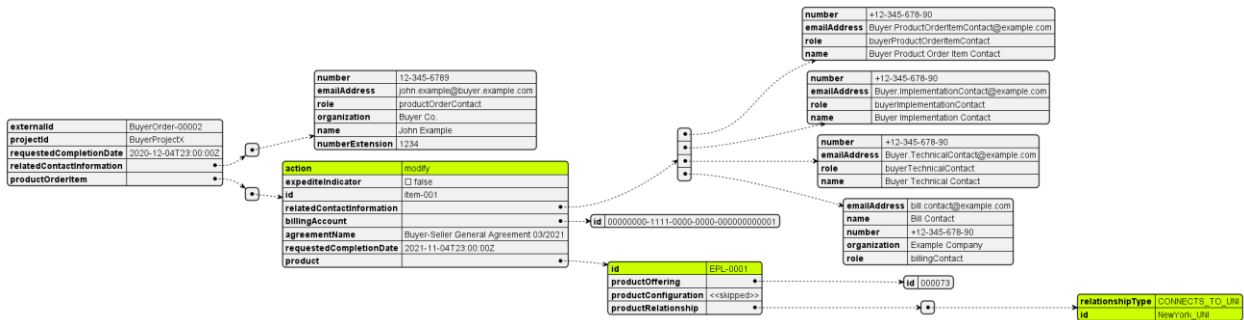 externalId BuyerOrder-00002
projectId BuyerProjectX
requestedCompletionDate 2020-12-04T23:00:00Z
relatedContactInformation
productOrderItem
number 12-345-6789
emailAddress john.example@buyer.example.com
role productOrderContact
organization Buyer Co.
name John Example
numberExtension 1234
action modify
expediteIndicator ☐ false
id item-001
relatedContactInformation
billingAccount
agreementName Buyer-Seller General Agreement 03/2021
requestedCompletionDate 2021-11-04T23:00:00Z
product
number +12-345-678-90
emailAddress Buyer.ProductOrderItemContact@example.com
role buyerProductOrderItemContact
name Buyer Product Order Item Contact
number +12-345-678-90
emailAddress Buyer.ImplementationContact@example.com
role buyerImplementationContact
name Buyer Implementation Contact
number +12-345-678-90
emailAddress Buyer.TechnicalContact@example.com
role buyerTechnicalContact
name Buyer Technical Contact
emailAddress bill.contact@example.com
name Bill Contact
number +12-345-678-90
organization Example Company
role billingContact
id 00000000-1111-0000-0000-000000000001
id EPL-0001
productOffering
productConfiguration <<skipped>>
productRelationship
id 000073
relationshipType CONNECTS_TO_UNI
id NewYork_UNI